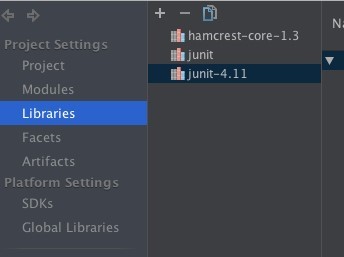 Project Settings
Project
Modules
Libraries
Facets
Artifacts
Platform Settings
SDKs
Global Libraries
hamcrest-core-1.3
junit
junit-4.11